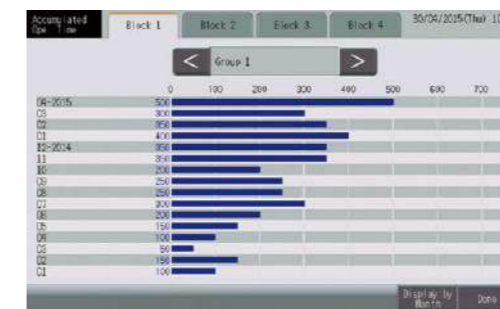 Accumulated
Ope Time
Block 1
Block 2
Block 3
Block 4
30/04/2015(Thu) 10
<
Group 1
>
0 100 200 300 400 500 600 700
04-2015 500
03 300
02 350
01 400
12-2014 350
11 350
10 200
09 250
08 250
07 300
06 200
05 150
04 100
03 50
02 150
01 100
Display by
Month
Done